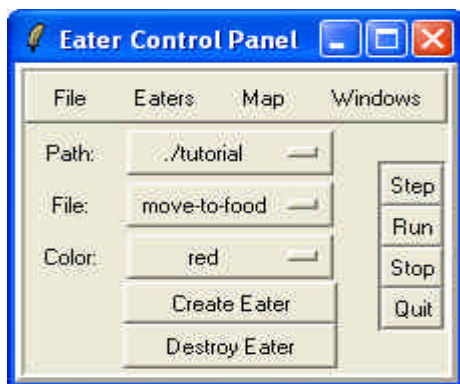 Eater Control Panel
File Eaters Map Windows
Path: ./tutorial
File: move-to-food
Color: red
Create Eater
Destroy Eater
Step
Run
Stop
Quit